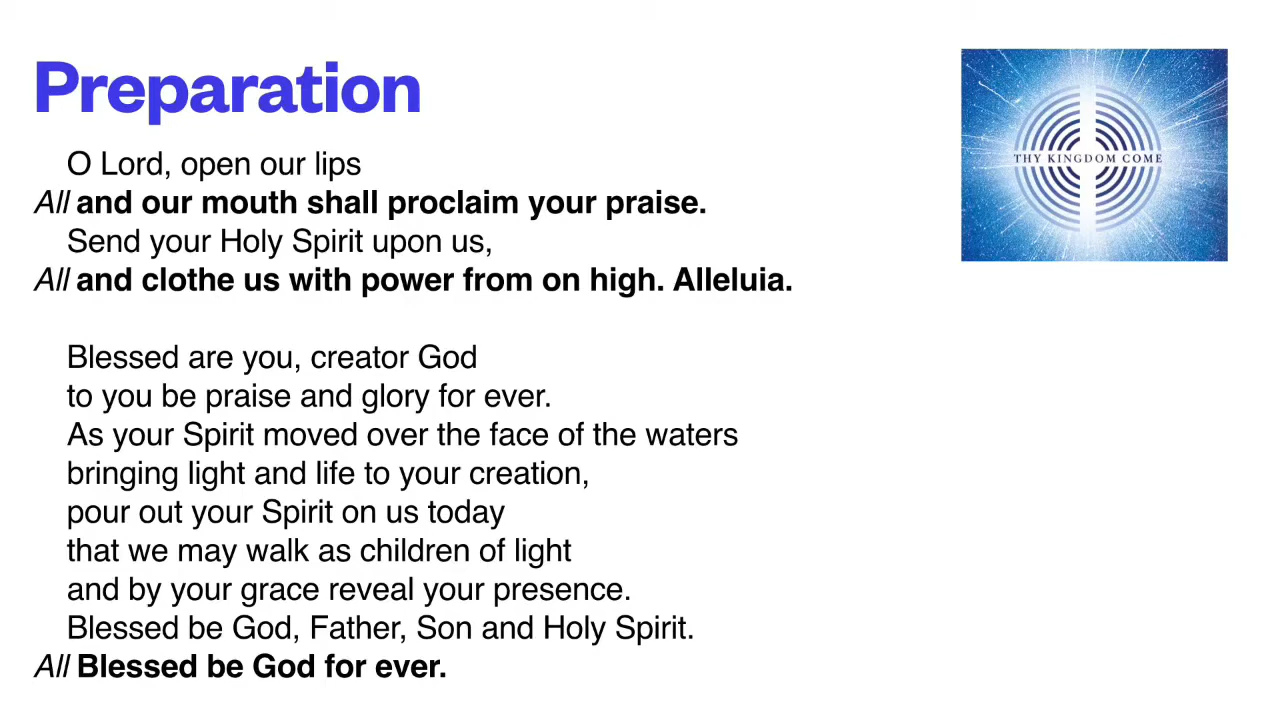 Preparation
O Lord, open our lips
All and our mouth shall proclaim your praise.
Send your Holy Spirit upon us,
All and clothe us with power from on high. Alleluia.
Blessed are you, creator God
to you be praise and glory for ever.
As your Spirit moved over the face of the waters
bringing light and life to your creation,
pour out your Spirit on us today
that we may walk as children of light
and by your grace reveal your presence.
Blessed be God, Father, Son and Holy Spirit.
All Blessed be God for ever.
THY KINGDOM COME